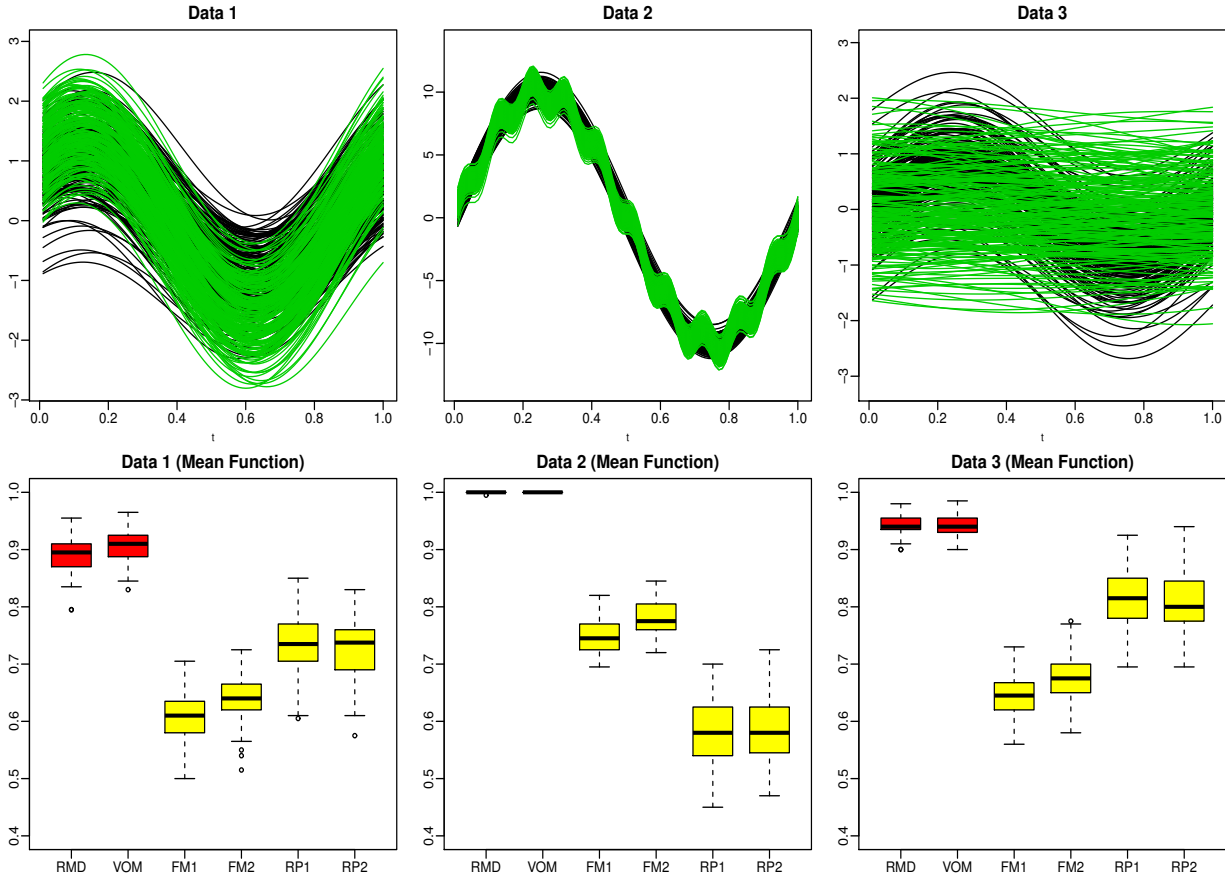 Data 1
Data 2
Data 3
3
2
1
0
−1
−2
−3
0.0 0.2 0.4 0.6 0.8 1.0
t
10
5
0
−5
−10
0.0 0.2 0.4 0.6 0.8 1.0
3
2
1
0
−1
−2
−3
0.0 0.2 0.4 0.6 0.8 1.0
t
Data 1 (Mean Function)
Data 2 (Mean Function)
Data 3 (Mean Function)
1.0
0.9
0.8
0.7
0.6
0.5
0.4
RMD VOM FM1 FM2 RP1 RP2
1.0
0.9
0.8
0.7
0.6
0.5
0.4
RMD VOM FM1 FM2 RP1 RP2
1.0
0.9
0.8
0.7
0.6
0.5
0.4
RMD VOM FM1 FM2 RP1 RP2